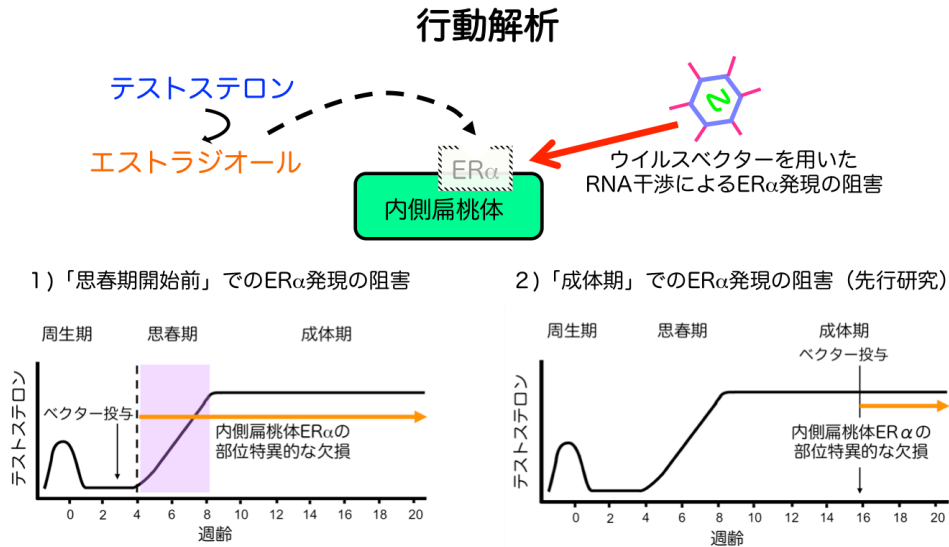 行動解析
テストステロン
エストラジオール
ERα
内側扁桃体
ウイルスベクターを用いた
RNA干渉によるERα発現の阻害
1)「思春期開始前」でのERα発現の阻害
周生期
思春期
成体期
テストステロン
ベクター投与
内側扁桃体ERαの
部位特異的な欠損
0 2 4 6 8 10 12 14 16 18 20
週齢
2)「成体期」でのERα発現の阻害（先行研究）
周生期
思春期
成体期
ベクター投与
テストステロン
内側扁桃体ERαの
部位特異的な欠損
0 2 4 6 8 10 12 14 16 18 20
週齢